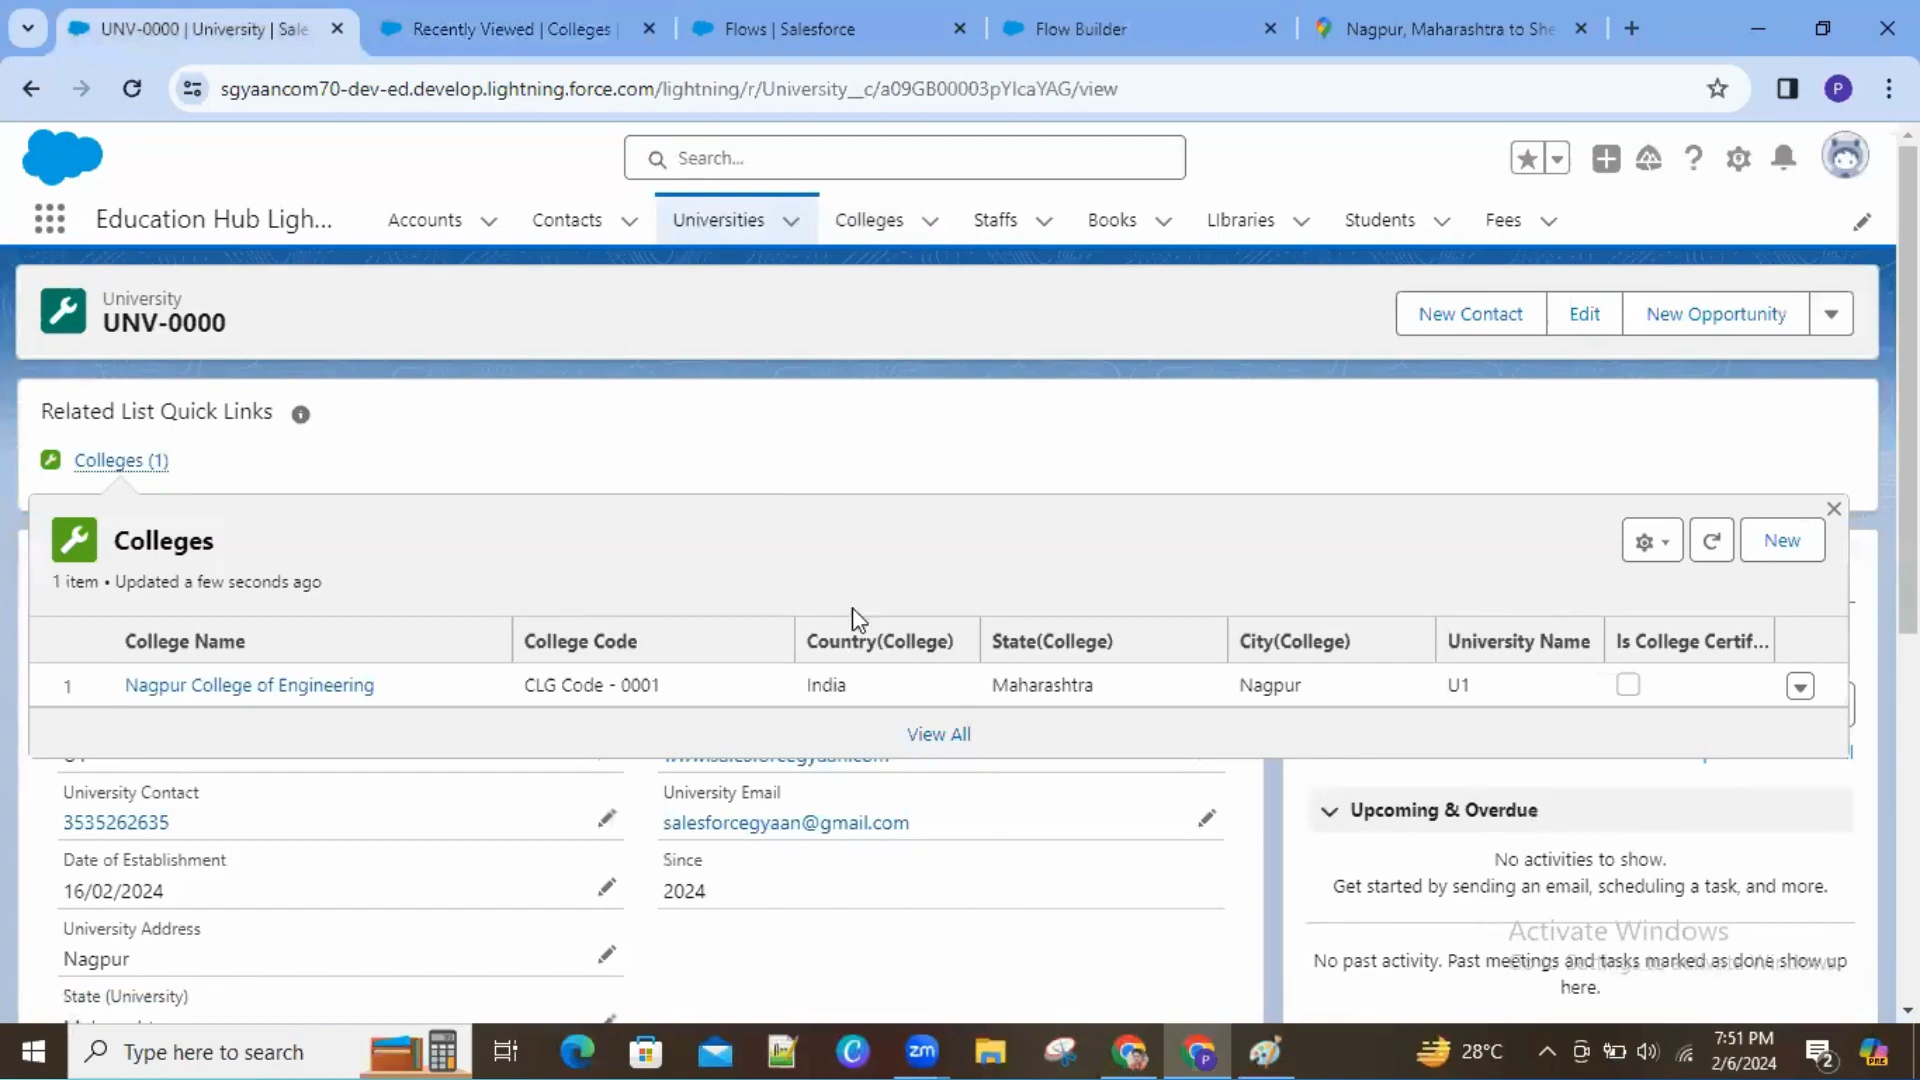 UNV-0000 | University | Sale
Recently Viewed | Colleges |
Flows | Salesforce
Flow Builder
Nagpur, Maharashtra to She
sgyaancom70-dev-ed.develop.lightning.force.com/lightning/r/University__c/a09GB00003pYIcaYAG/view
P
Search...
Education Hub Ligh...
Accounts
Contacts
Universities
Colleges
Staffs
Books
LIbraries
Students
Fees
University
UNV-0000
New Contact
Edit
New Opportunity
Related List Quick Links
Colleges (1)
Colleges
1 item • Updated a few seconds ago
New
College Name
College Code
Country(College)
State(College)
City(College)
University Name
Is College Certif...
1
Nagpur College of Engineering
CLG Code - 0001
India
Maharashtra
Nagpur
U1
View All
University Contact
3535262635
University Email
salesforcegyaan@gmail.com
Date of Establishment
16/02/2024
Since
2024
University Address
Nagpur
State (University)
Upcoming & Overdue
No activities to show.
Get started by sending an email, scheduling a task, and more.
No past activity. Past meetings and tasks marked as done show up
here.
Activate Windows
Type here to search
zm
P
28°C
7:51 PM
2/6/2024
2
PRE